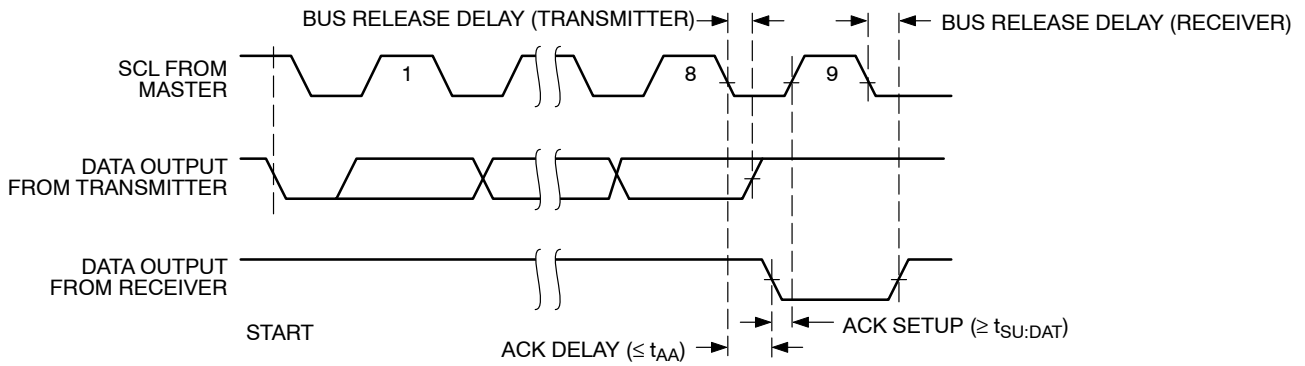 BUS RELEASE DELAY (TRANSMITTER)
BUS RELEASE DELAY (RECEIVER)
SCL FROM
MASTER
1
8
9
DATA OUTPUT
FROM TRANSMITTER
DATA OUTPUT
FROM RECEIVER
START
ACK SETUP (≥ tSU:DAT)
ACK DELAY (≤ tAA)